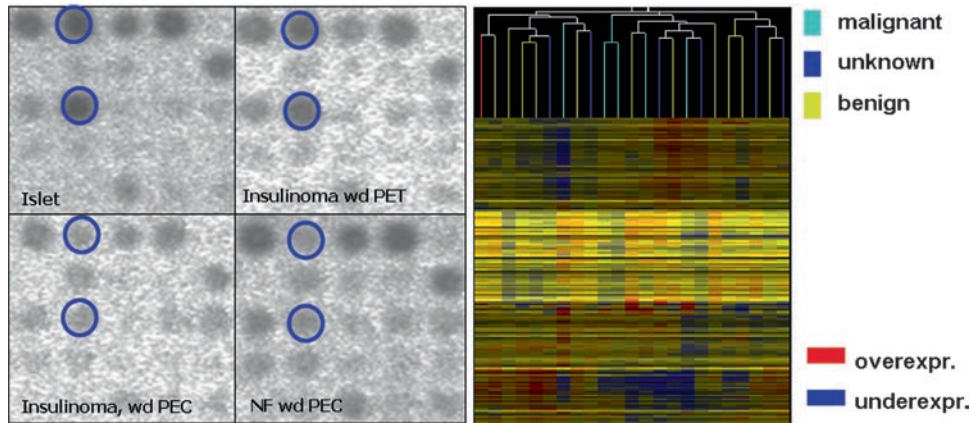 Islet
Insulinoma wd PET
Insulinoma, wd PEC
NF wd PEC
malignant
unknown
benign
overexpr.
underexpr.